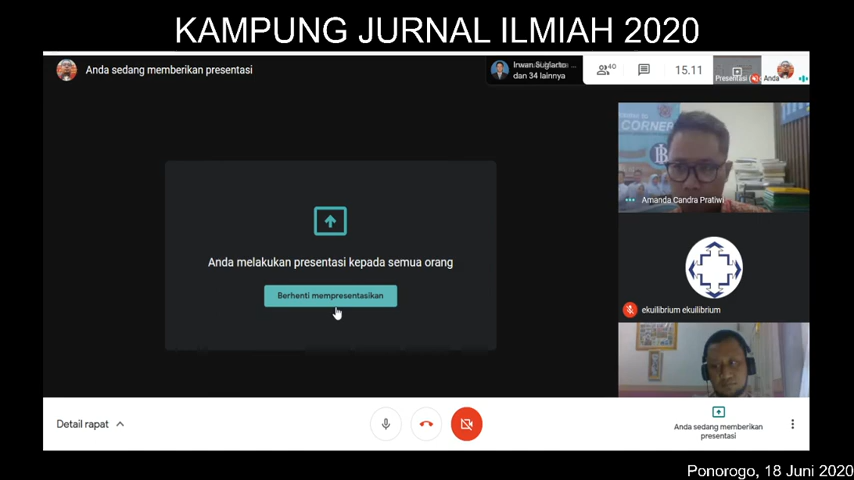 KAMPUNG JURNAL ILMIAH 2020
Anda sedang memberikan presentasi
Irwan Sugiarto ...
dan 34 lainnya
40
15.11
Presentasi
Anda
CORNER
BI
Amanda Candra Pratiwi
Anda melakukan presentasi kepada semua orang
Berhenti mempresentasikan
ekuilibrium ekuilibrium
Detail rapat
Anda sedang memberikan
presentasi
Ponorogo, 18 Juni 2020